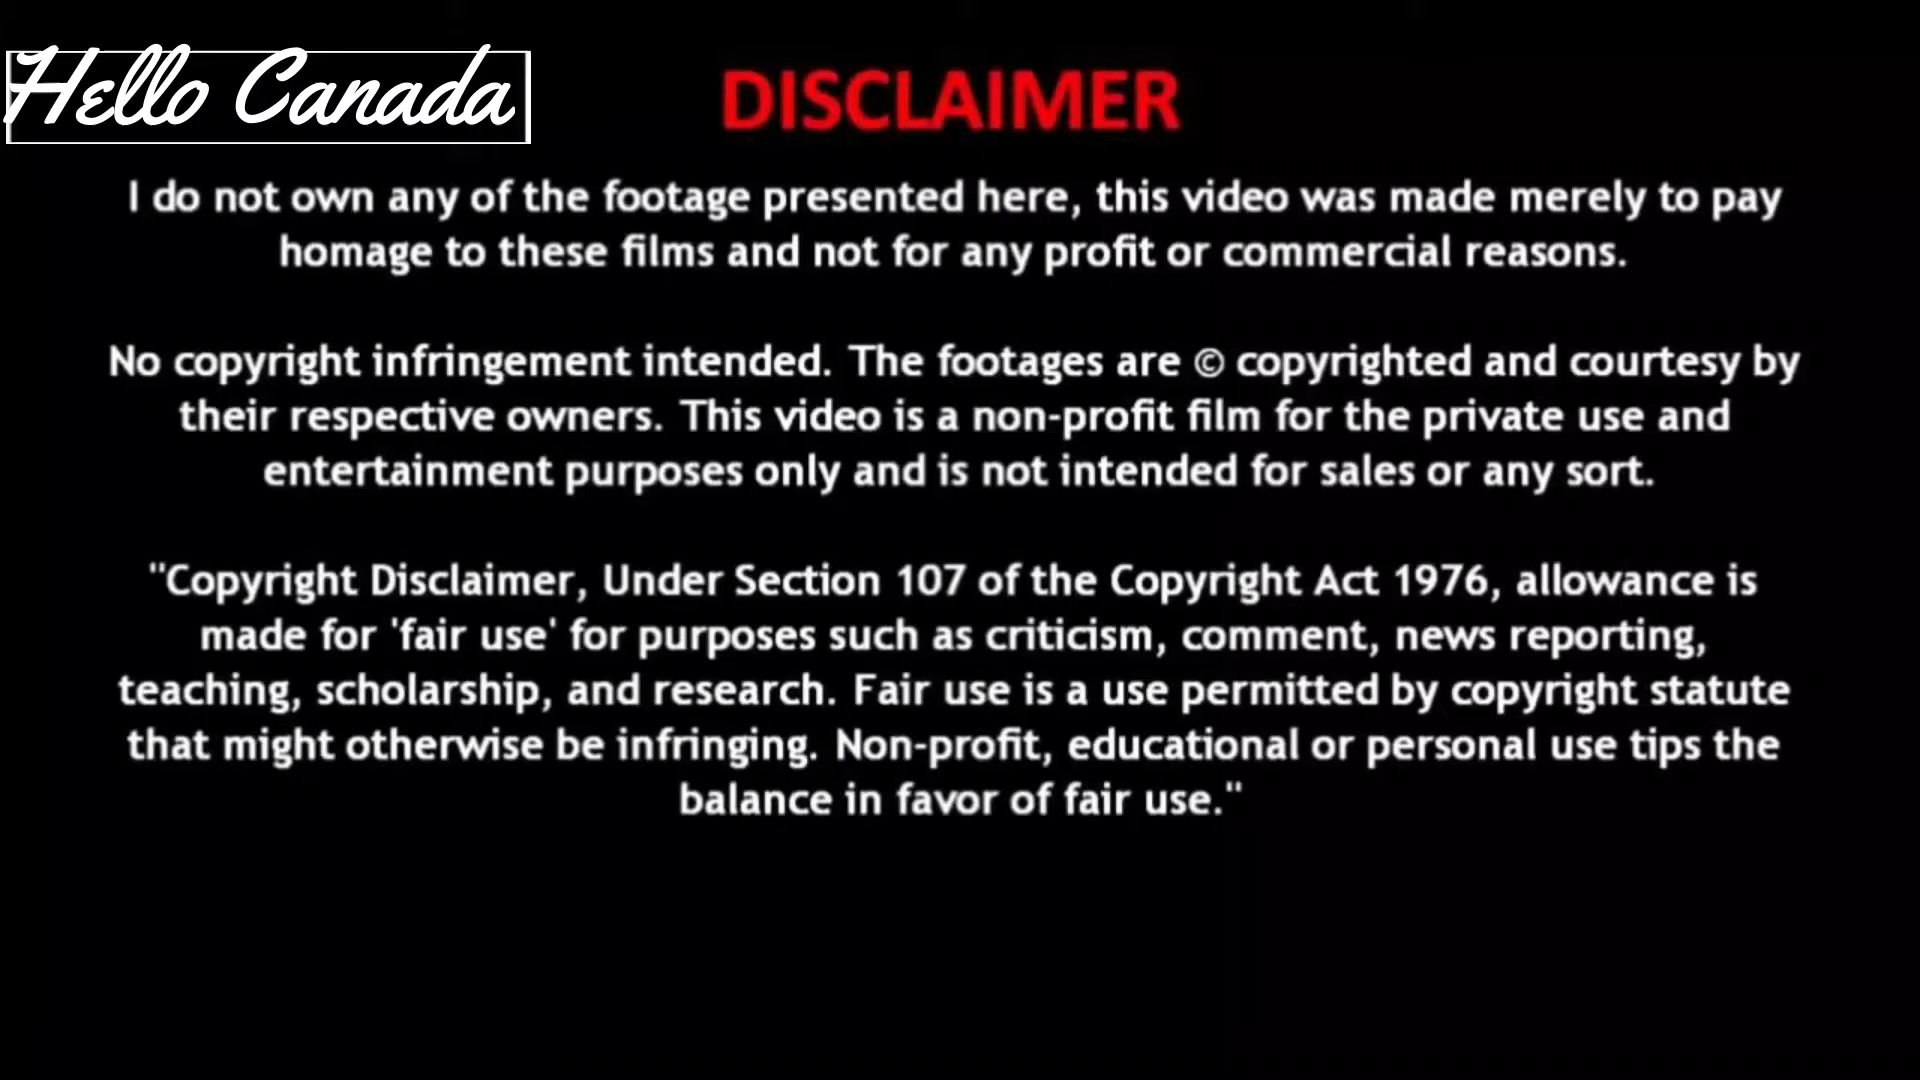 Hello Canada
DISCLAIMER
I do not own any of the footage presented here, this video was made merely to pay
homage to these films and not for any profit or commercial reasons.
No copyright infringement intended. The footages are © copyrighted and courtesy by
their respective owners. This video is a non-profit film for the private use and
entertainment purposes only and is not intended for sales or any sort.
"Copyright Disclaimer, Under Section 107 of the Copyright Act 1976, allowance is
made for 'fair use' for purposes such as criticism, comment, news reporting,
teaching, scholarship, and research. Fair use is a use permitted by copyright statute
that might otherwise be infringing. Non-profit, educational or personal use tips the
balance in favor of fair use."